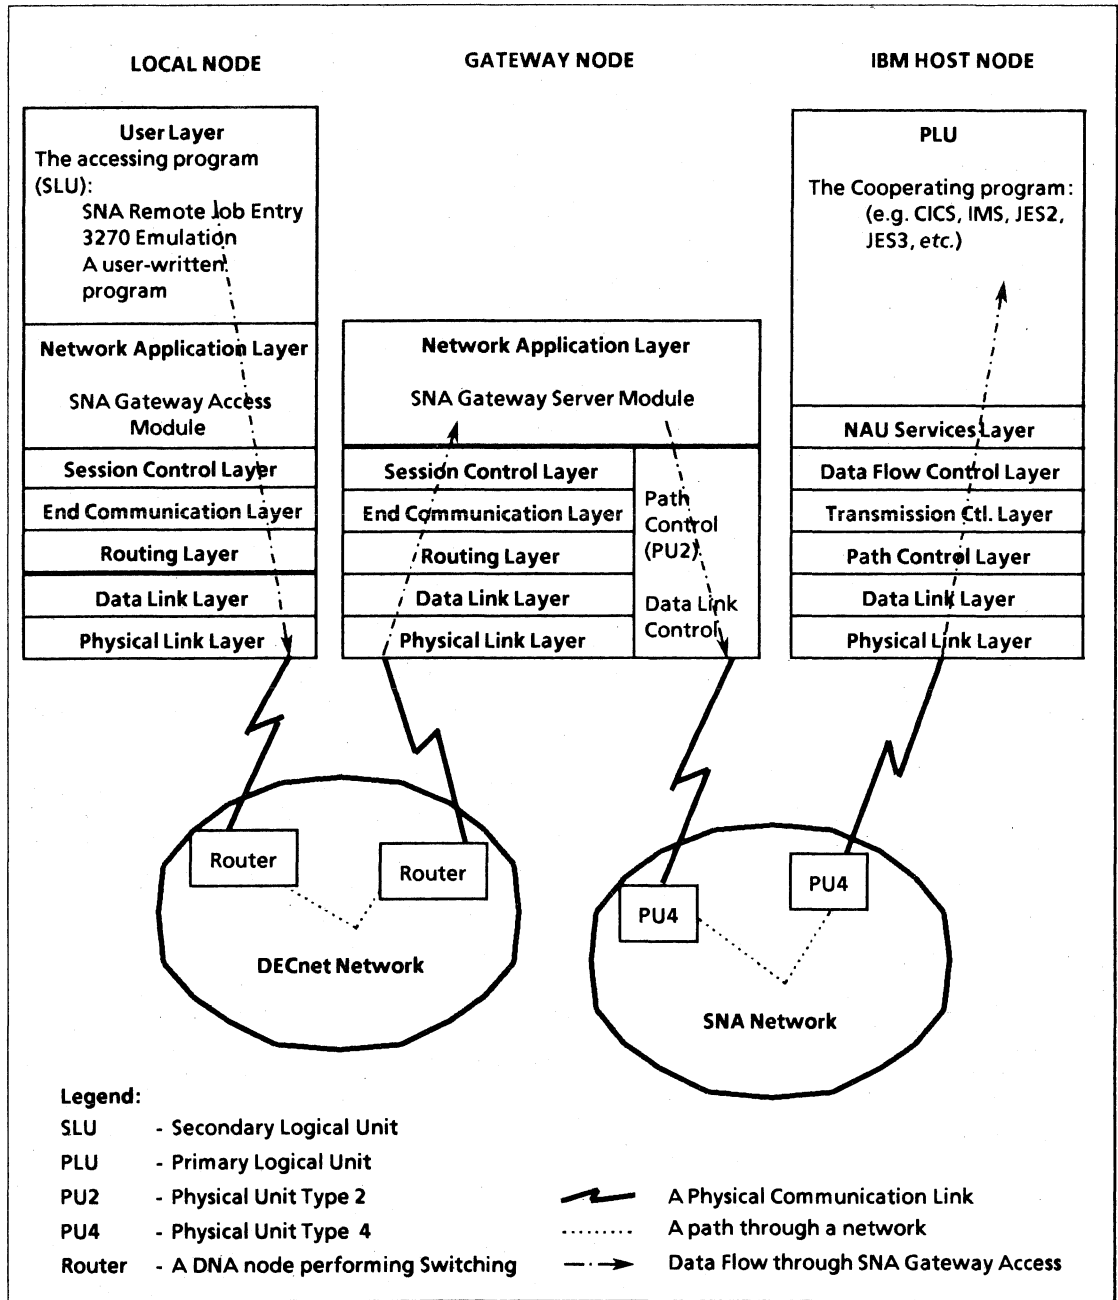 LOCAL NODE
GATEWAY NODE
IBM HOST NODE
User Layer
The accessing program
(SLU):
SNA Remote Job Entry
3270 Emulation
A user-written
program
Network Application Layer
SNA Gateway Access
Module
Session Control Layer
End Communication Layer
Routing Layer
Data Link Layer
Physical Link Layer
Network Application Layer
SNA Gateway Server Module
Session Control Layer
End Communication Layer
Routing Layer
Data Link Layer
Physical Link Layer
Path
Control
(PU2)
Data Link
Control
PLU
The Cooperating program:
(e.g. CICS, IMS, JES2,
JES3, etc.)
NAU Services Layer
Data Flow Control Layer
Transmission Ctl. Layer
Path Control Layer
Data Link Layer
Physical Link Layer
Router
Router
DECnet Network
PU4
PU4
SNA Network
Legend:
SLU - Secondary Logical Unit
PLU - Primary Logical Unit
PU2 - Physical Unit Type 2
PU4 - Physical Unit Type 4
Router - A DNA node performing Switching
A Physical Communication Link
A path through a network
Data Flow through SNA Gateway Access